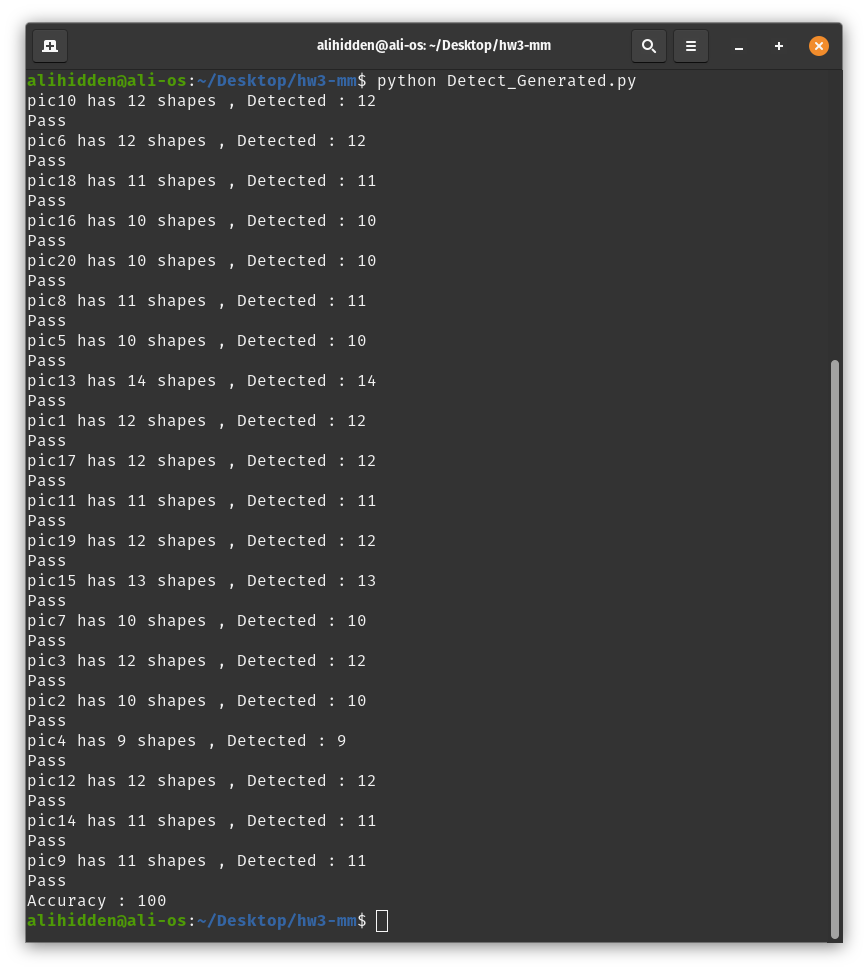 alihidden@ali-os: ~/Desktop/hw3-mm
alihidden@ali-os:~/Desktop/hw3-mm$ python Detect_Generated.py
pic10 has 12 shapes , Detected : 12
Pass
pic6 has 12 shapes , Detected : 12
Pass
pic18 has 11 shapes , Detected : 11
Pass
pic16 has 10 shapes , Detected : 10
Pass
pic20 has 10 shapes , Detected : 10
Pass
pic8 has 11 shapes , Detected : 11
Pass
pic5 has 10 shapes , Detected : 10
Pass
pic13 has 14 shapes , Detected : 14
Pass
pic1 has 12 shapes , Detected : 12
Pass
pic17 has 12 shapes , Detected : 12
Pass
pic11 has 11 shapes , Detected : 11
Pass
pic19 has 12 shapes , Detected : 12
Pass
pic15 has 13 shapes , Detected : 13
Pass
pic7 has 10 shapes , Detected : 10
Pass
pic3 has 12 shapes , Detected : 12
Pass
pic2 has 10 shapes , Detected : 10
Pass
pic4 has 9 shapes , Detected : 9
Pass
pic12 has 12 shapes , Detected : 12
Pass
pic14 has 11 shapes , Detected : 11
Pass
pic9 has 11 shapes , Detected : 11
Pass
Accuracy : 100
alihidden@ali-os:~/Desktop/hw3-mm$